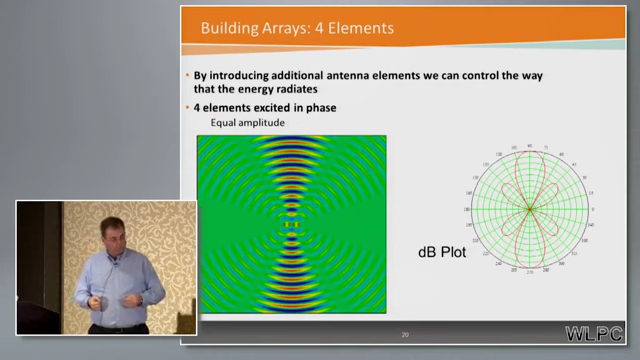 Building Arrays: 4 Elements
• By introducing additional antenna elements we can control the way
that the energy radiates
• 4 elements excited in phase
Equal amplitude
dB Plot
20
WLPC